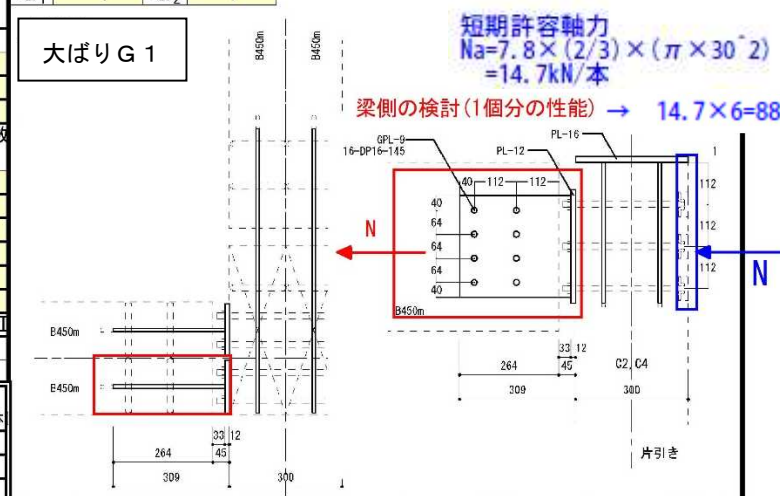 大ばりＧ１
B450m
B450m
短期許容軸力
Na=7.8×(2/3)×(π×30^2)
=14.7kN/本
梁側の検討(1個分の性能) → 14.7×6=88
GPL-9
16-DP16-145
PL-12
PL-16
40 112 112
40
64
64
64
40
1
112
112
112
N
N
B450m
33 12
264 45
309
C2,C4
300
片引き
B450m
B450m
33 12
264 45
309 300